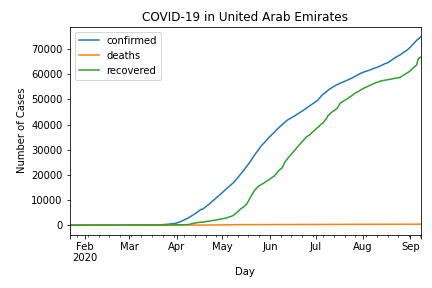 COVID-19 in United Arab Emirates
confirmed
deaths
recovered
Number of Cases
70000
60000
50000
40000
30000
20000
10000
0
Feb Mar Apr May Jun Jul Aug Sep
2020
Day